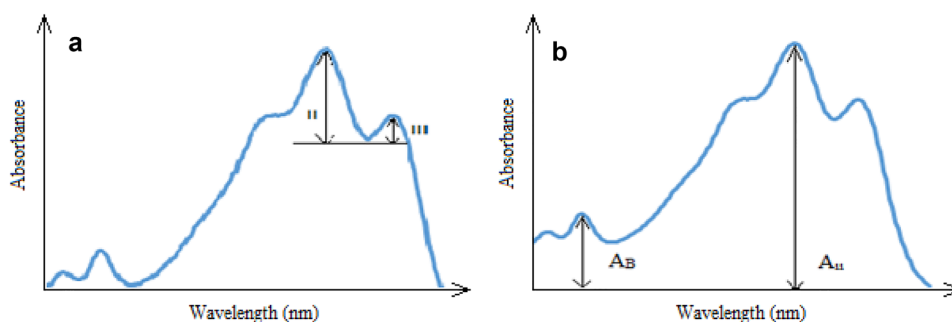 a
Absorbance
II
III
Wavelength (nm)
b
Absorbance
AB
AII
Wavelength (nm)